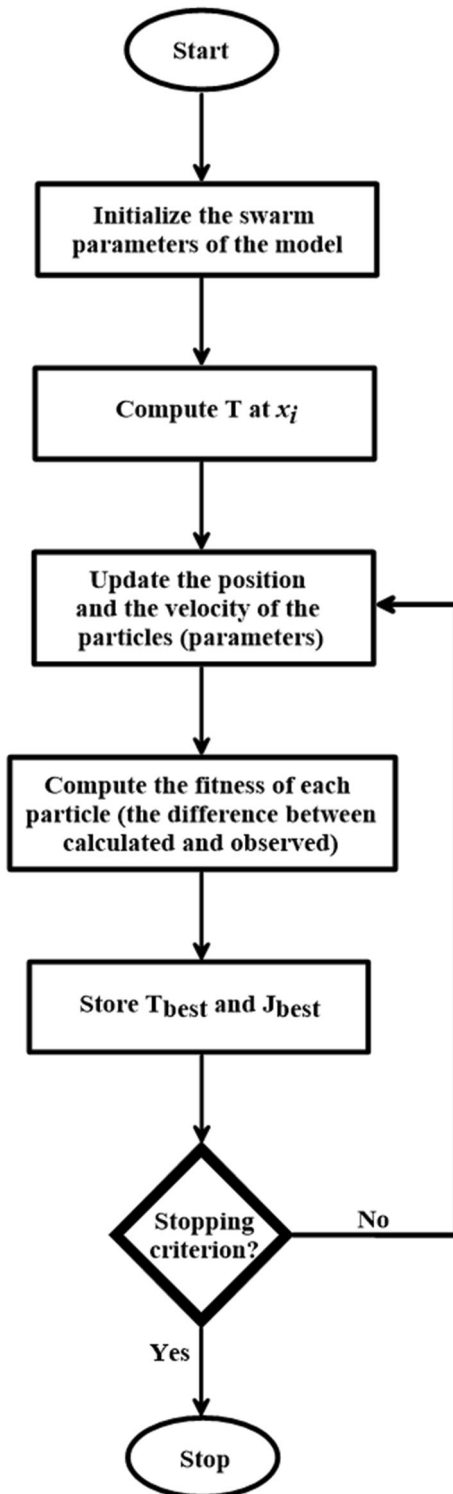 Start
Initialize the swarm
parameters of the model
Compute T at xᵢ
Update the position
and the velocity of the
particles (parameters)
Compute the fitness of each
particle (the difference between
calculated and observed)
Store T_best and J_best
Stopping
criterion?
No
Yes
Stop